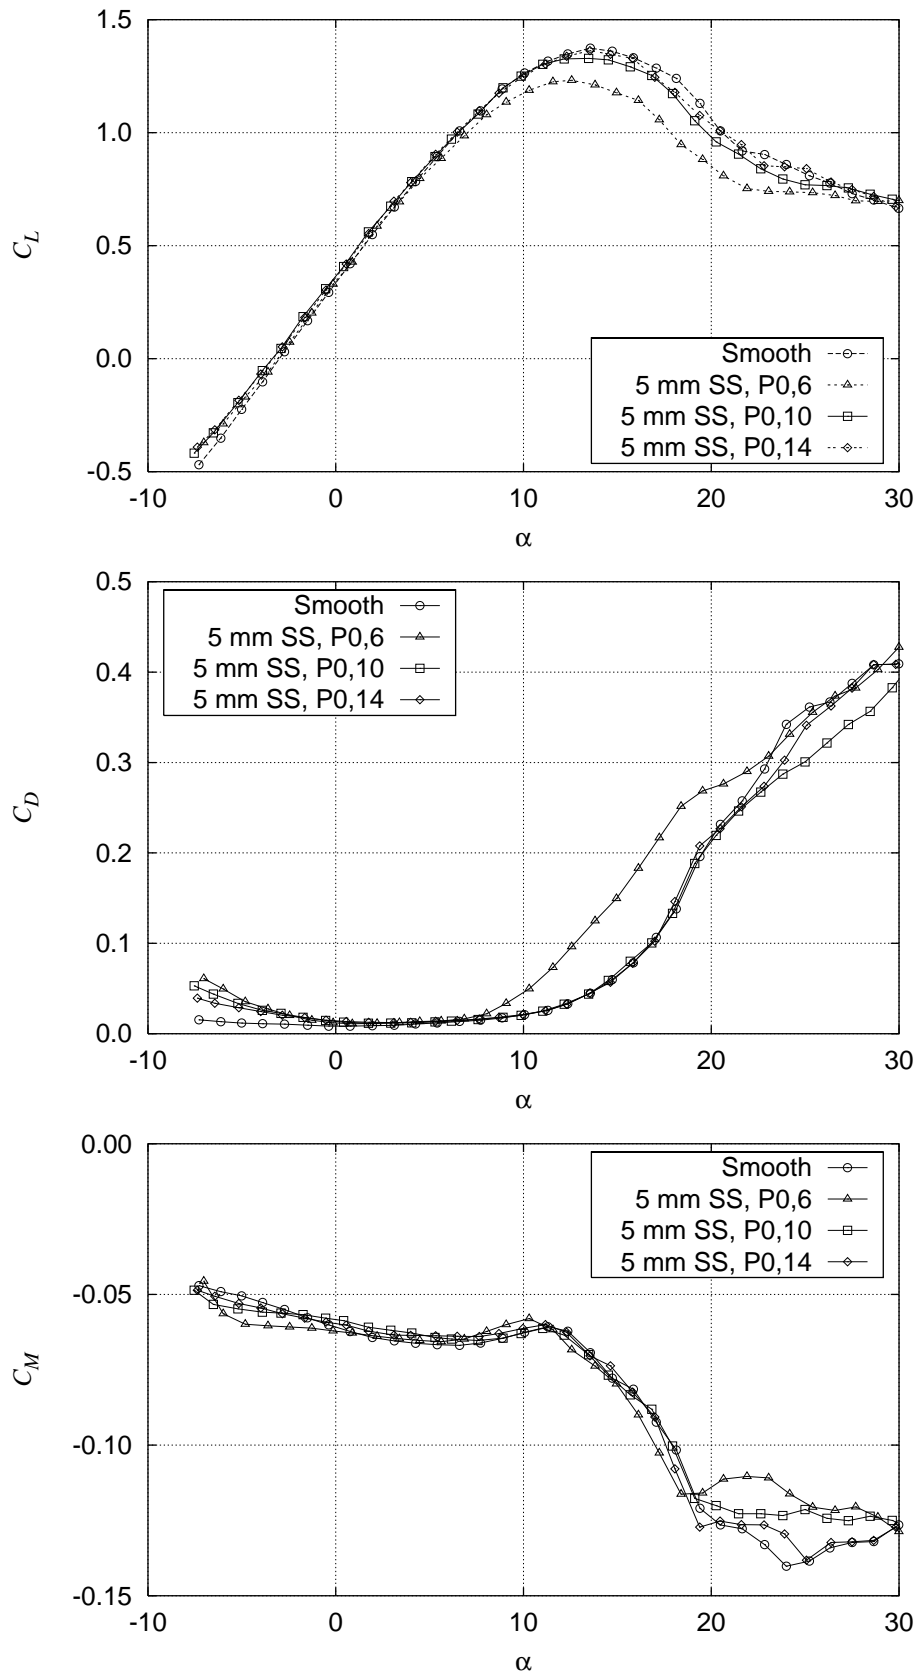 1.5
1.0
0.5
0.0
-0.5
C_L
-10
0
10
20
30
α
Smooth
5 mm SS, P0,6
5 mm SS, P0,10
5 mm SS, P0,14
0.5
0.4
0.3
0.2
0.1
0.0
C_D
-10
0
10
20
30
α
Smooth
5 mm SS, P0,6
5 mm SS, P0,10
5 mm SS, P0,14
0.00
-0.05
-0.10
-0.15
C_M
-10
0
10
20
30
α
Smooth
5 mm SS, P0,6
5 mm SS, P0,10
5 mm SS, P0,14